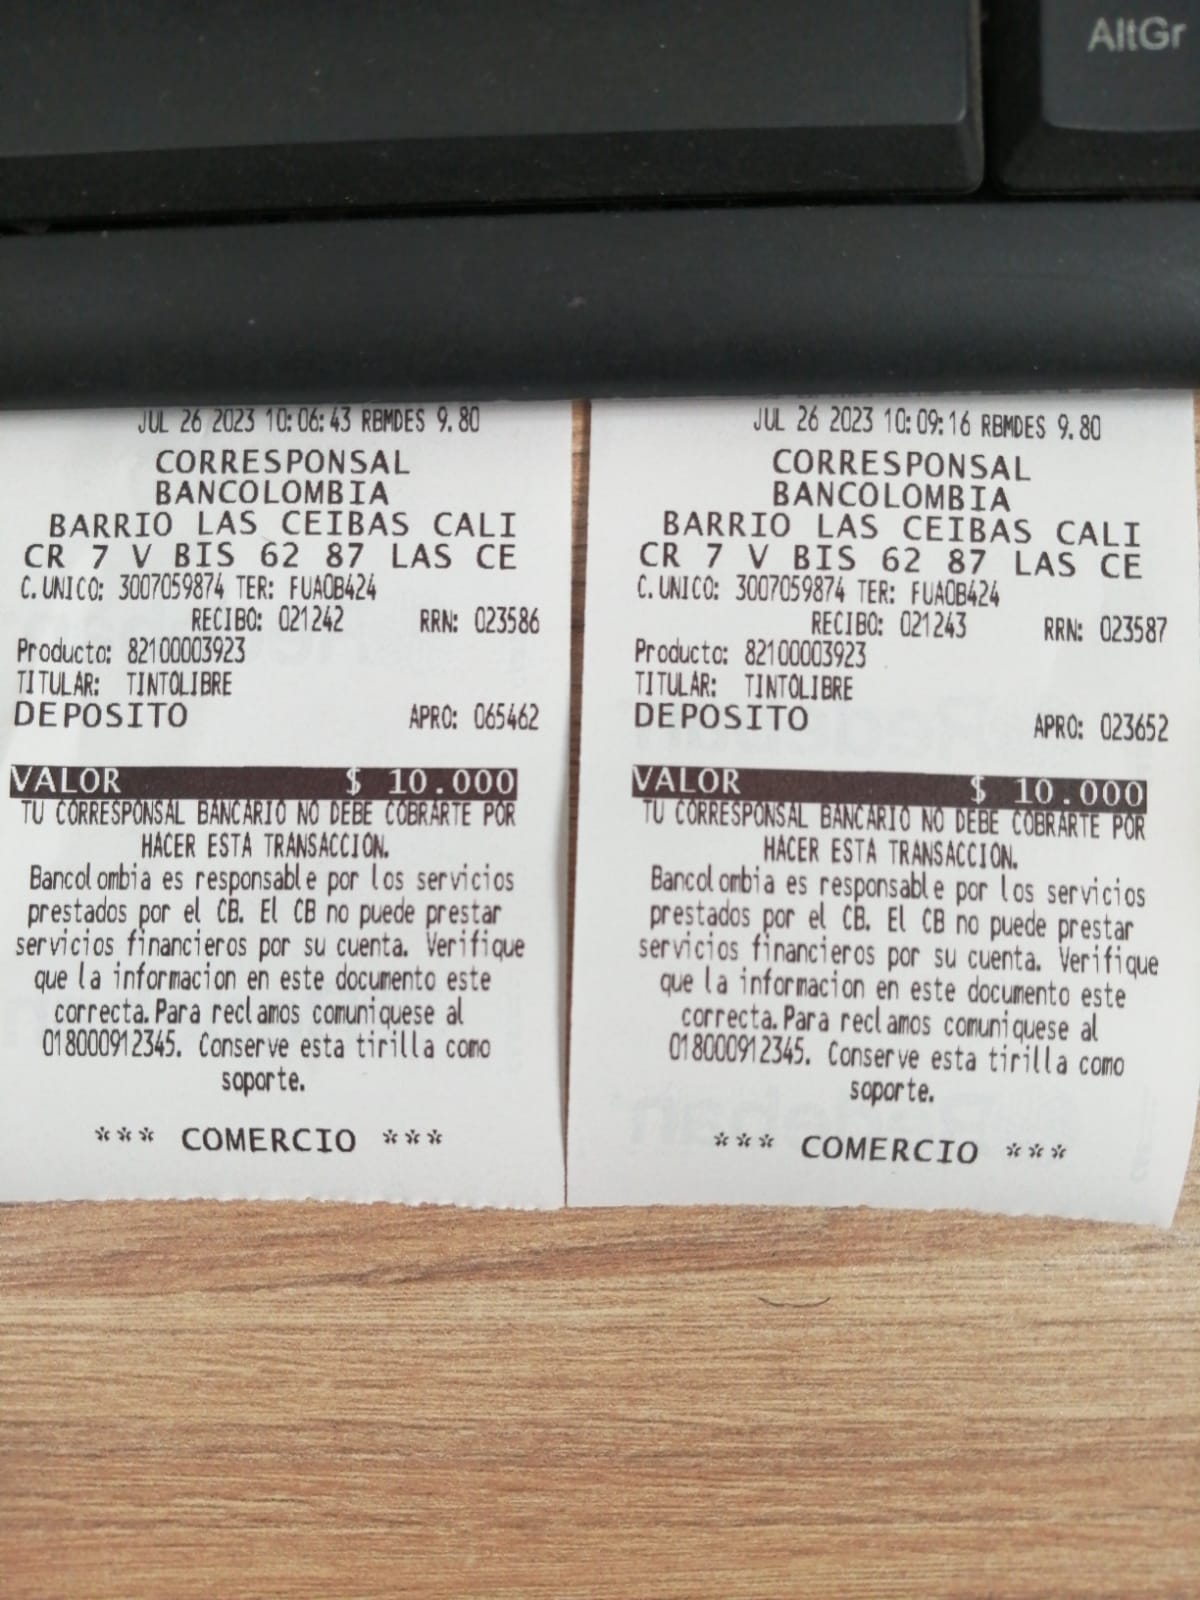 AltGr
JUL 26 2023 10:06:43 RBMDES 9.80
CORRESPONSAL
BANCOLOMBIA
BARRIO LAS CEIBAS CALI
CR 7 V BIS 62 87 LAS CE
C.UNICO: 3007059874 TER: FUA0B424
RECIBO: 021242 RRN: 023586
Producto: 82100003923
TITULAR: TINTOLIBRE
DEPOSITO APRO: 065462
VALOR $ 10.000
TU CORRESPONSAL BANCARIO NO DEBE COBRARTE POR
HACER ESTA TRANSACCION.
Bancolombia es responsable por los servicios
prestados por el CB. El CB no puede prestar
servicios financieros por su cuenta. Verifique
que la informacion en este documento este
correcta.Para reclamos comuniquese al
018000912345. Conserve esta tirilla como
soporte.
*** COMERCIO ***
JUL 26 2023 10:09:16 RBMDES 9.80
CORRESPONSAL
BANCOLOMBIA
BARRIO LAS CEIBAS CALI
CR 7 V BIS 62 87 LAS CE
C.UNICO: 3007059874 TER: FUA0B424
RECIBO: 021243 RRN: 023587
Producto: 82100003923
TITULAR: TINTOLIBRE
DEPOSITO APRO: 023652
VALOR $ 10.000
TU CORRESPONSAL BANCARIO NO DEBE COBRARTE POR
HACER ESTA TRANSACCION.
Bancolombia es responsable por los servicios
prestados por el CB. El CB no puede prestar
servicios financieros por su cuenta. Verifique
que la informacion en este documento este
correcta.Para reclamos comuniquese al
018000912345. Conserve esta tirilla como
soporte.
*** COMERCIO ***